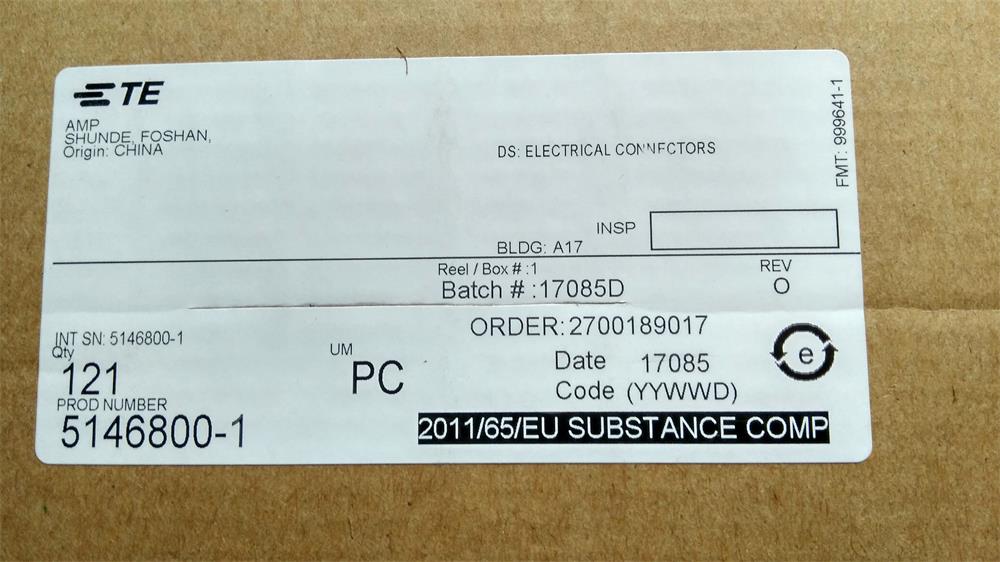 TE
AMP
SHUNDE, FOSHAN,
Origin: CHINA
DS: ELECTRICAL CONNECTORS
FMT: 999641-1
INSP
BLDG: A17
Reel / Box # :1
REV
Batch # :17085D
O
ORDER: 2700189017
INT SN: 5146800-1
Qty
121
UM
PC
Date 17085
Code (YYWWD)
e
PROD NUMBER
5146800-1
2011/65/EU SUBSTANCE COMP